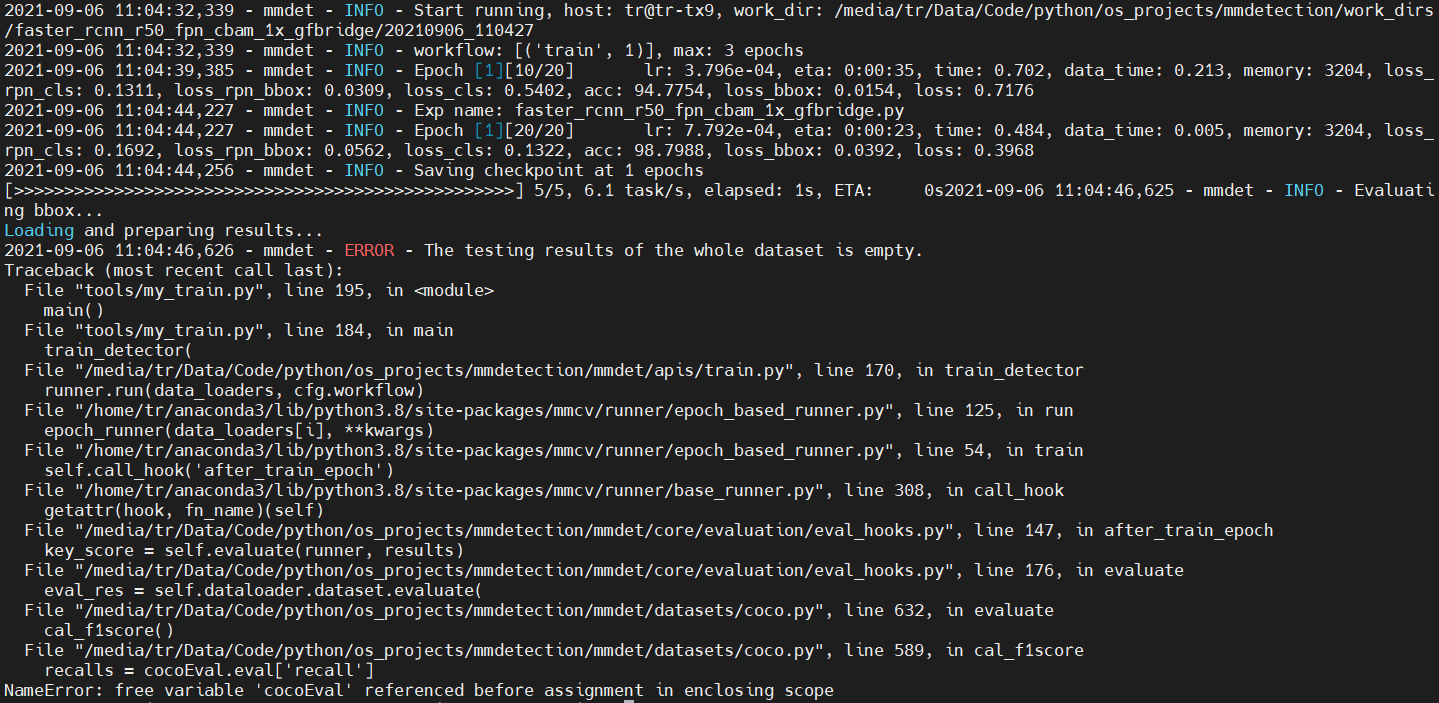 2021-09-06 11:04:32,339 - mmdet - INFO - Start running, host: tr@tr-tx9, work_dir: /media/tr/Data/Code/python/os_projects/mmdetection/work_dirs
/faster_rcnn_r50_fpn_cbam_1x_gfbridge/20210906_110427
2021-09-06 11:04:32,339 - mmdet - INFO - workflow: [('train', 1)], max: 3 epochs
2021-09-06 11:04:39,385 - mmdet - INFO - Epoch [1][10/20]       lr: 3.796e-04, eta: 0:00:35, time: 0.702, data_time: 0.213, memory: 3204, loss_
rpn_cls: 0.1311, loss_rpn_bbox: 0.0309, loss_cls: 0.5402, acc: 94.7754, loss_bbox: 0.0154, loss: 0.7176
2021-09-06 11:04:44,227 - mmdet - INFO - Exp name: faster_rcnn_r50_fpn_cbam_1x_gfbridge.py
2021-09-06 11:04:44,227 - mmdet - INFO - Epoch [1][20/20]       lr: 7.792e-04, eta: 0:00:23, time: 0.484, data_time: 0.005, memory: 3204, loss_
rpn_cls: 0.1692, loss_rpn_bbox: 0.0562, loss_cls: 0.1322, acc: 98.7988, loss_bbox: 0.0392, loss: 0.3968
2021-09-06 11:04:44,256 - mmdet - INFO - Saving checkpoint at 1 epochs
[>>>>>>>>>>>>>>>>>>>>>>>>>>>>>>>>>>>>>>>>>>>>>>>>>>] 5/5, 6.1 task/s, elapsed: 1s, ETA:     0s2021-09-06 11:04:46,625 - mmdet - INFO - Evaluati
ng bbox...
Loading and preparing results...
2021-09-06 11:04:46,626 - mmdet - ERROR - The testing results of the whole dataset is empty.
Traceback (most recent call last):
  File "tools/my_train.py", line 195, in <module>
    main()
  File "tools/my_train.py", line 184, in main
    train_detector(
  File "/media/tr/Data/Code/python/os_projects/mmdetection/mmdet/apis/train.py", line 170, in train_detector
    runner.run(data_loaders, cfg.workflow)
  File "/home/tr/anaconda3/lib/python3.8/site-packages/mmcv/runner/epoch_based_runner.py", line 125, in run
    epoch_runner(data_loaders[i], **kwargs)
  File "/home/tr/anaconda3/lib/python3.8/site-packages/mmcv/runner/epoch_based_runner.py", line 54, in train
    self.call_hook('after_train_epoch')
  File "/home/tr/anaconda3/lib/python3.8/site-packages/mmcv/runner/base_runner.py", line 308, in call_hook
    getattr(hook, fn_name)(self)
  File "/media/tr/Data/Code/python/os_projects/mmdetection/mmdet/core/evaluation/eval_hooks.py", line 147, in after_train_epoch
    key_score = self.evaluate(runner, results)
  File "/media/tr/Data/Code/python/os_projects/mmdetection/mmdet/core/evaluation/eval_hooks.py", line 176, in evaluate
    eval_res = self.dataloader.dataset.evaluate(
  File "/media/tr/Data/Code/python/os_projects/mmdetection/mmdet/datasets/coco.py", line 632, in evaluate
    cal_f1score()
  File "/media/tr/Data/Code/python/os_projects/mmdetection/mmdet/datasets/coco.py", line 589, in cal_f1score
    recalls = cocoEval.eval['recall']
NameError: free variable 'cocoEval' referenced before assignment in enclosing scope